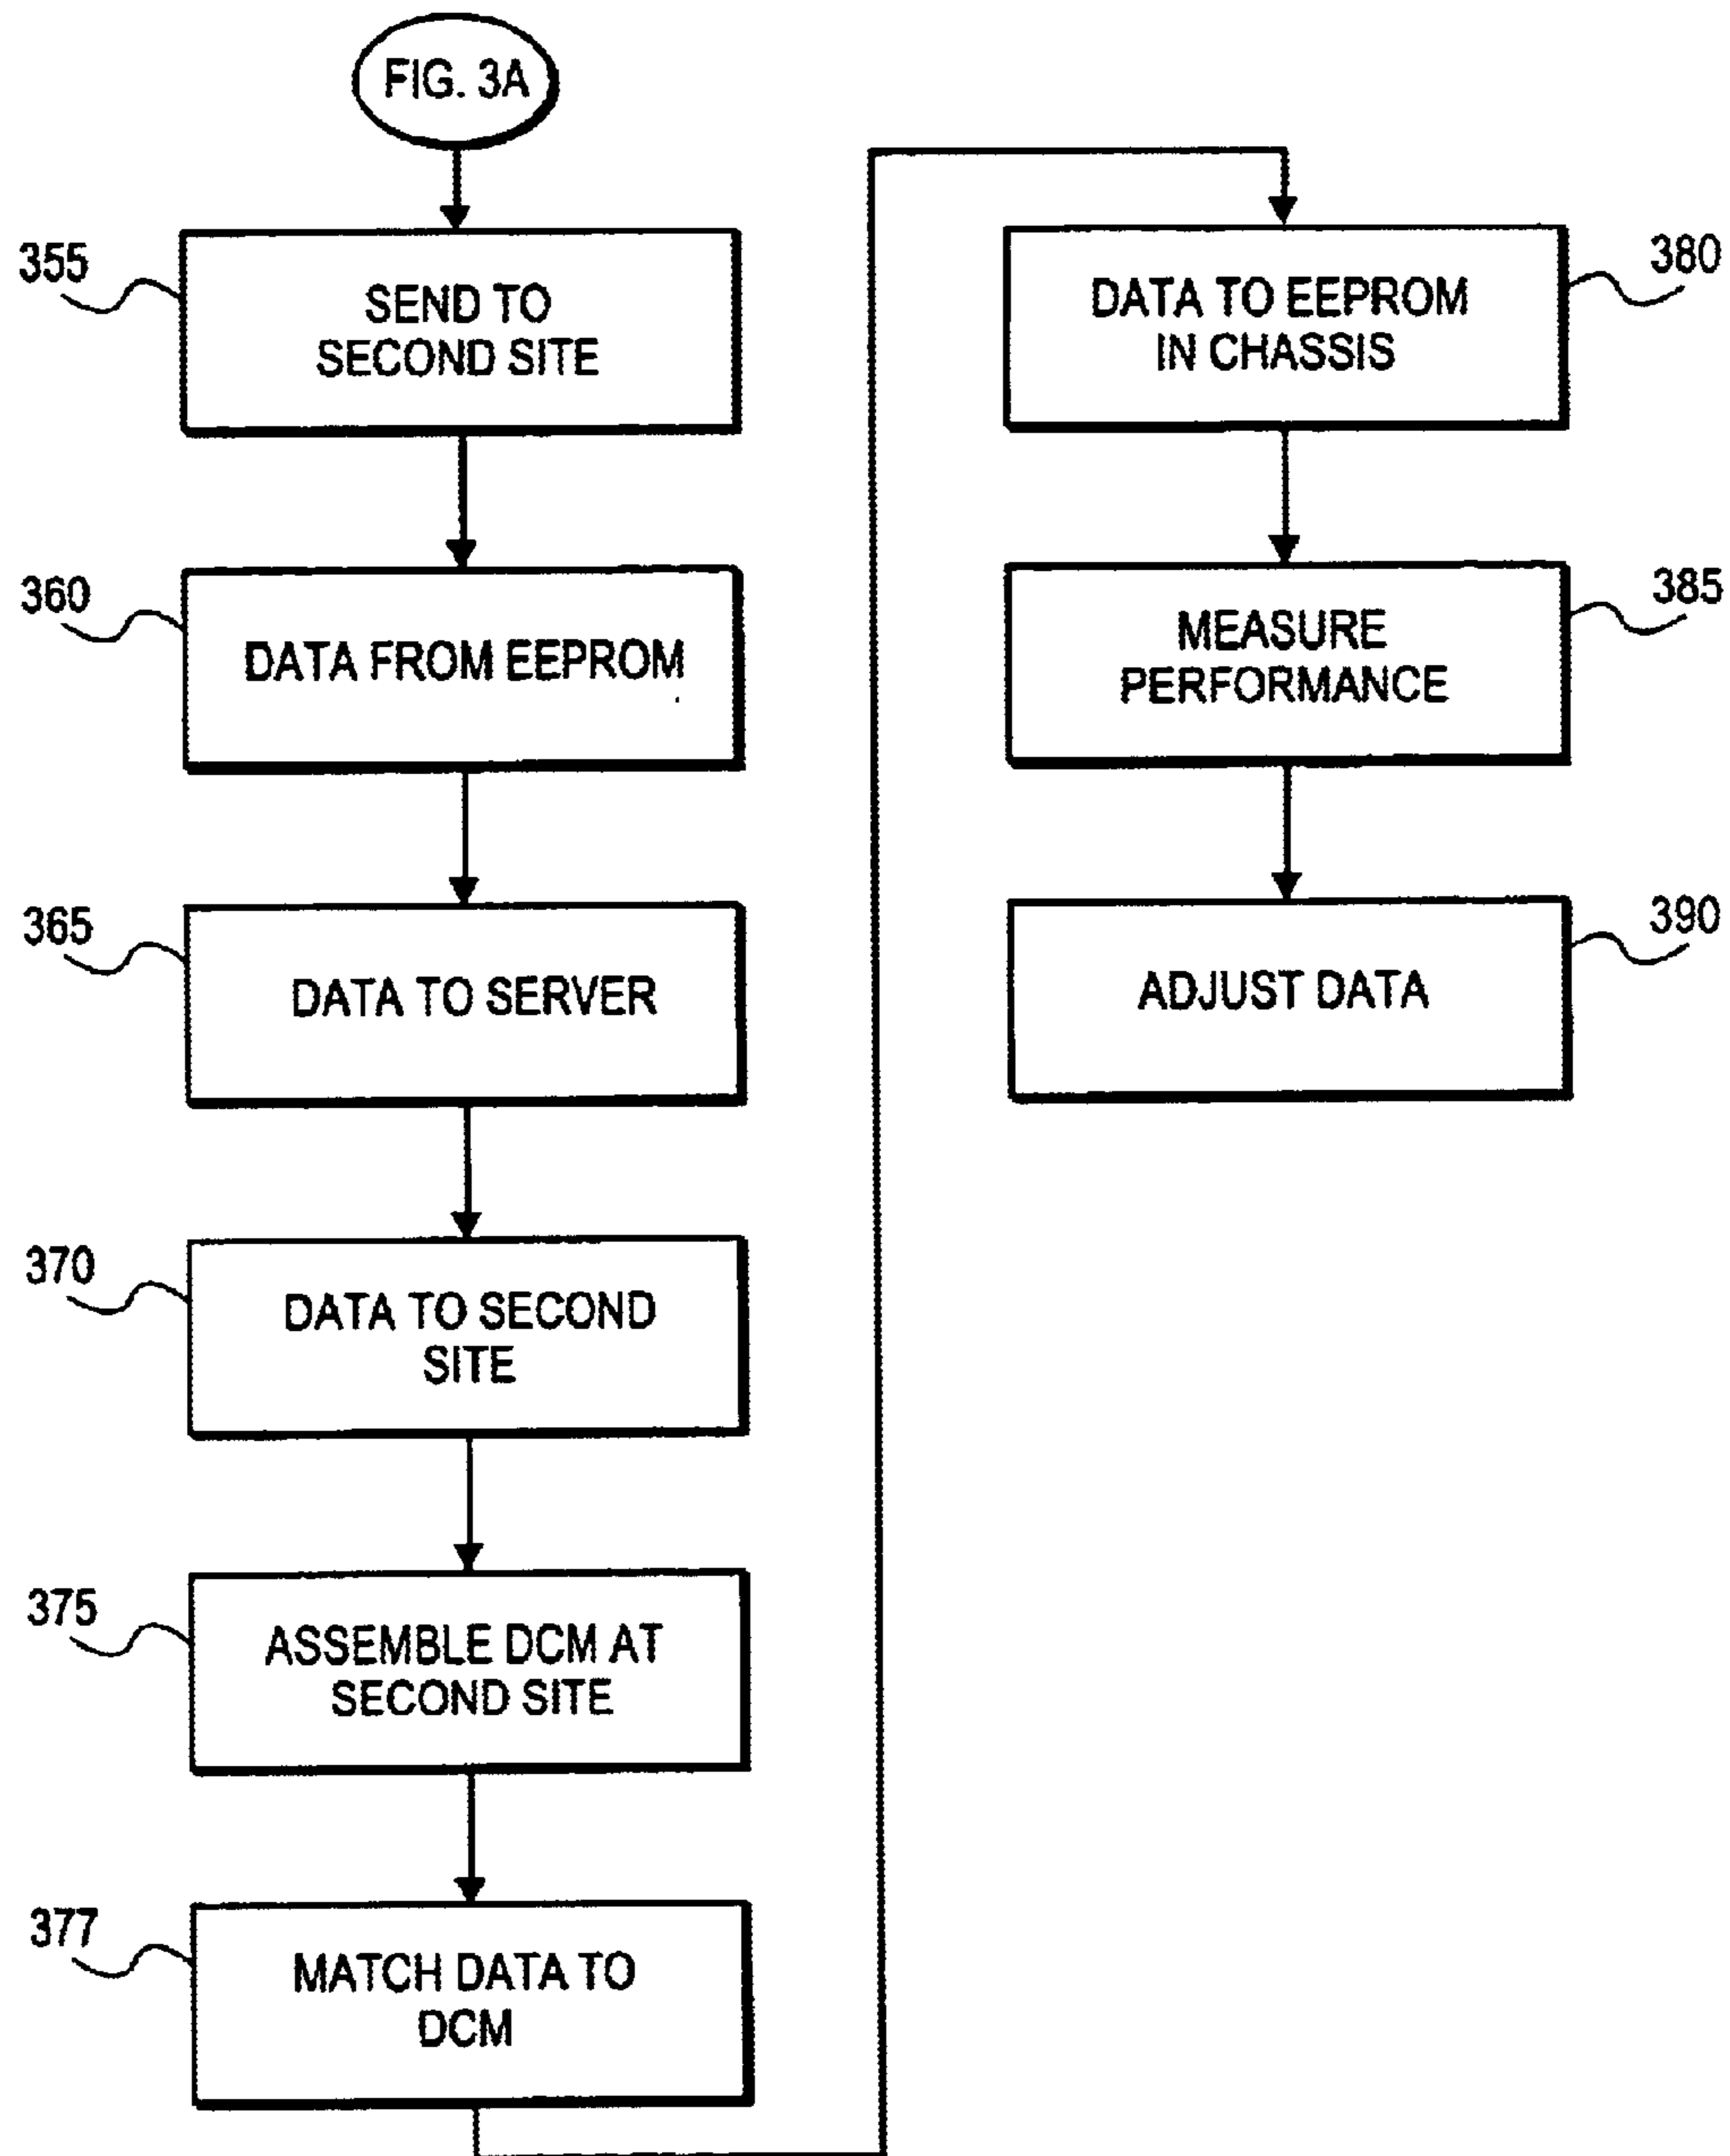 FIG. 3A
355
SEND TO
SECOND SITE
360
DATA FROM EEPROM
365
DATA TO SERVER
370
DATA TO SECOND
SITE
375
ASSEMBLE DCM AT
SECOND SITE
377
MATCH DATA TO
DCM
380
DATA TO EEPROM
IN CHASSIS
385
MEASURE
PERFORMANCE
390
ADJUST DATA